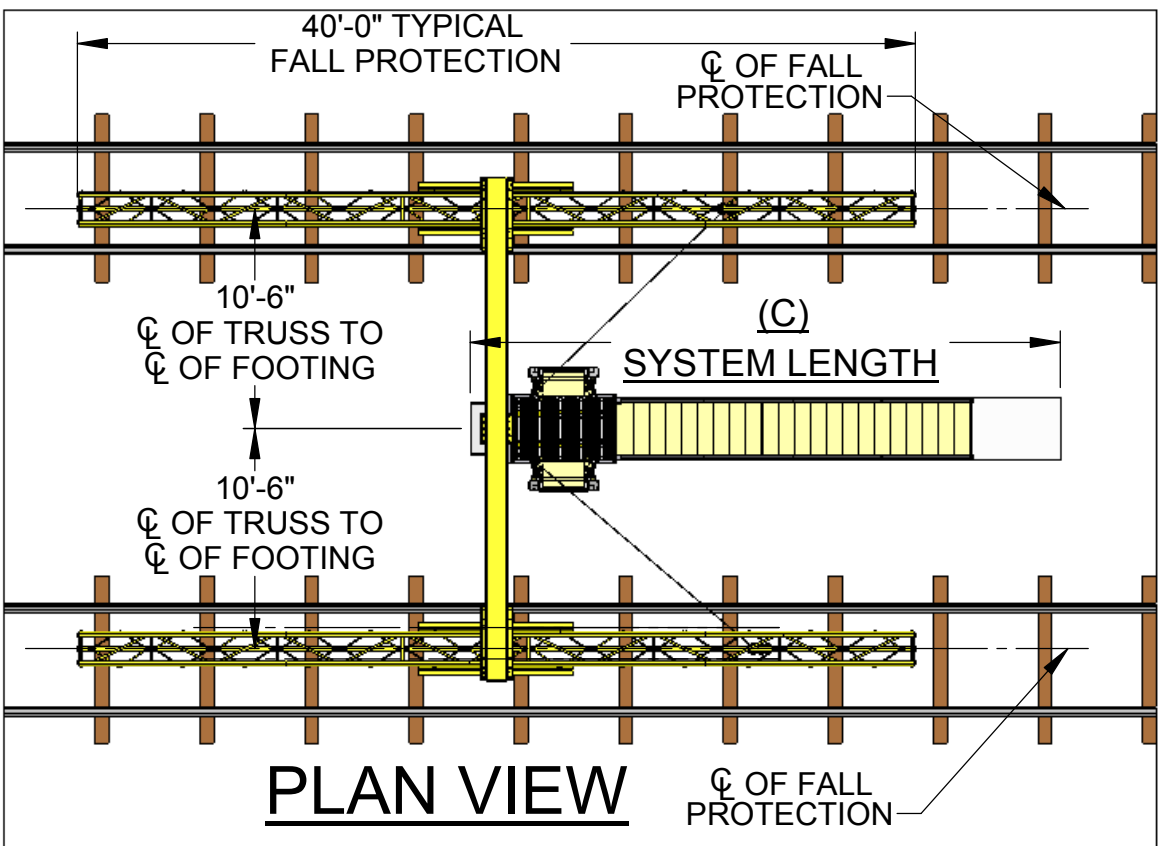 40'-0" TYPICAL
FALL PROTECTION
℄ OF FALL
PROTECTION
10'-6"
℄ OF TRUSS TO
℄ OF FOOTING
(C)
SYSTEM LENGTH
10'-6"
℄ OF TRUSS TO
℄ OF FOOTING
PLAN VIEW
℄ OF FALL
PROTECTION